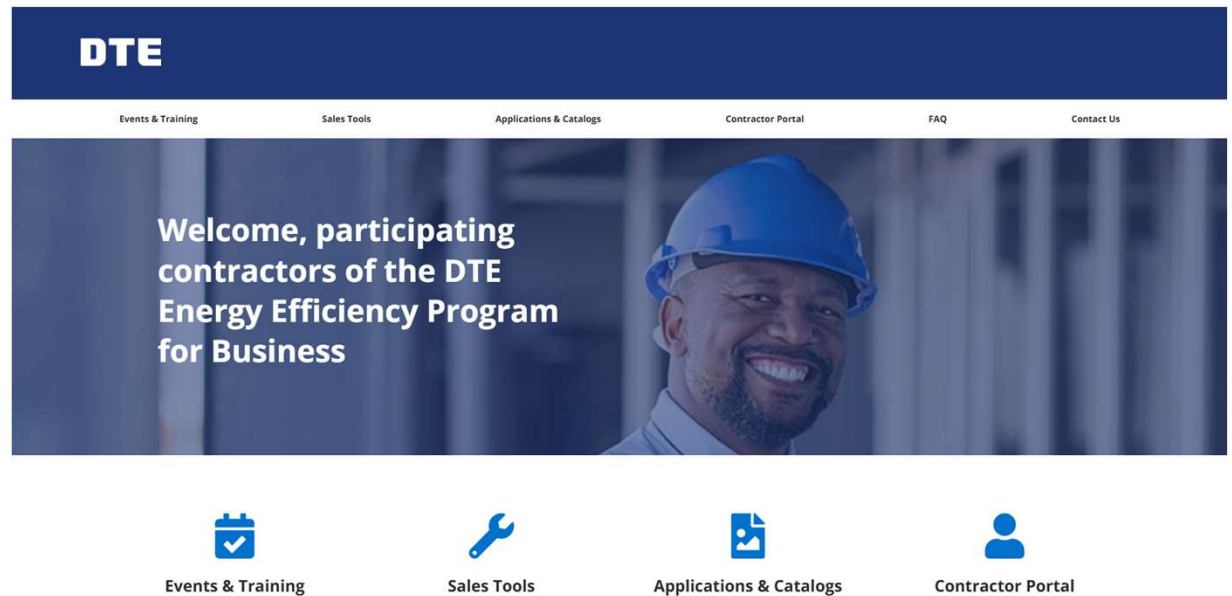 DTE
Events & Training
Sales Tools
Applications & Catalogs
Contractor Portal
FAQ
Contact Us
Welcome, participating
contractors of the DTE
Energy Efficiency Program
for Business
Events & Training
Sales Tools
Applications & Catalogs
Contractor Portal